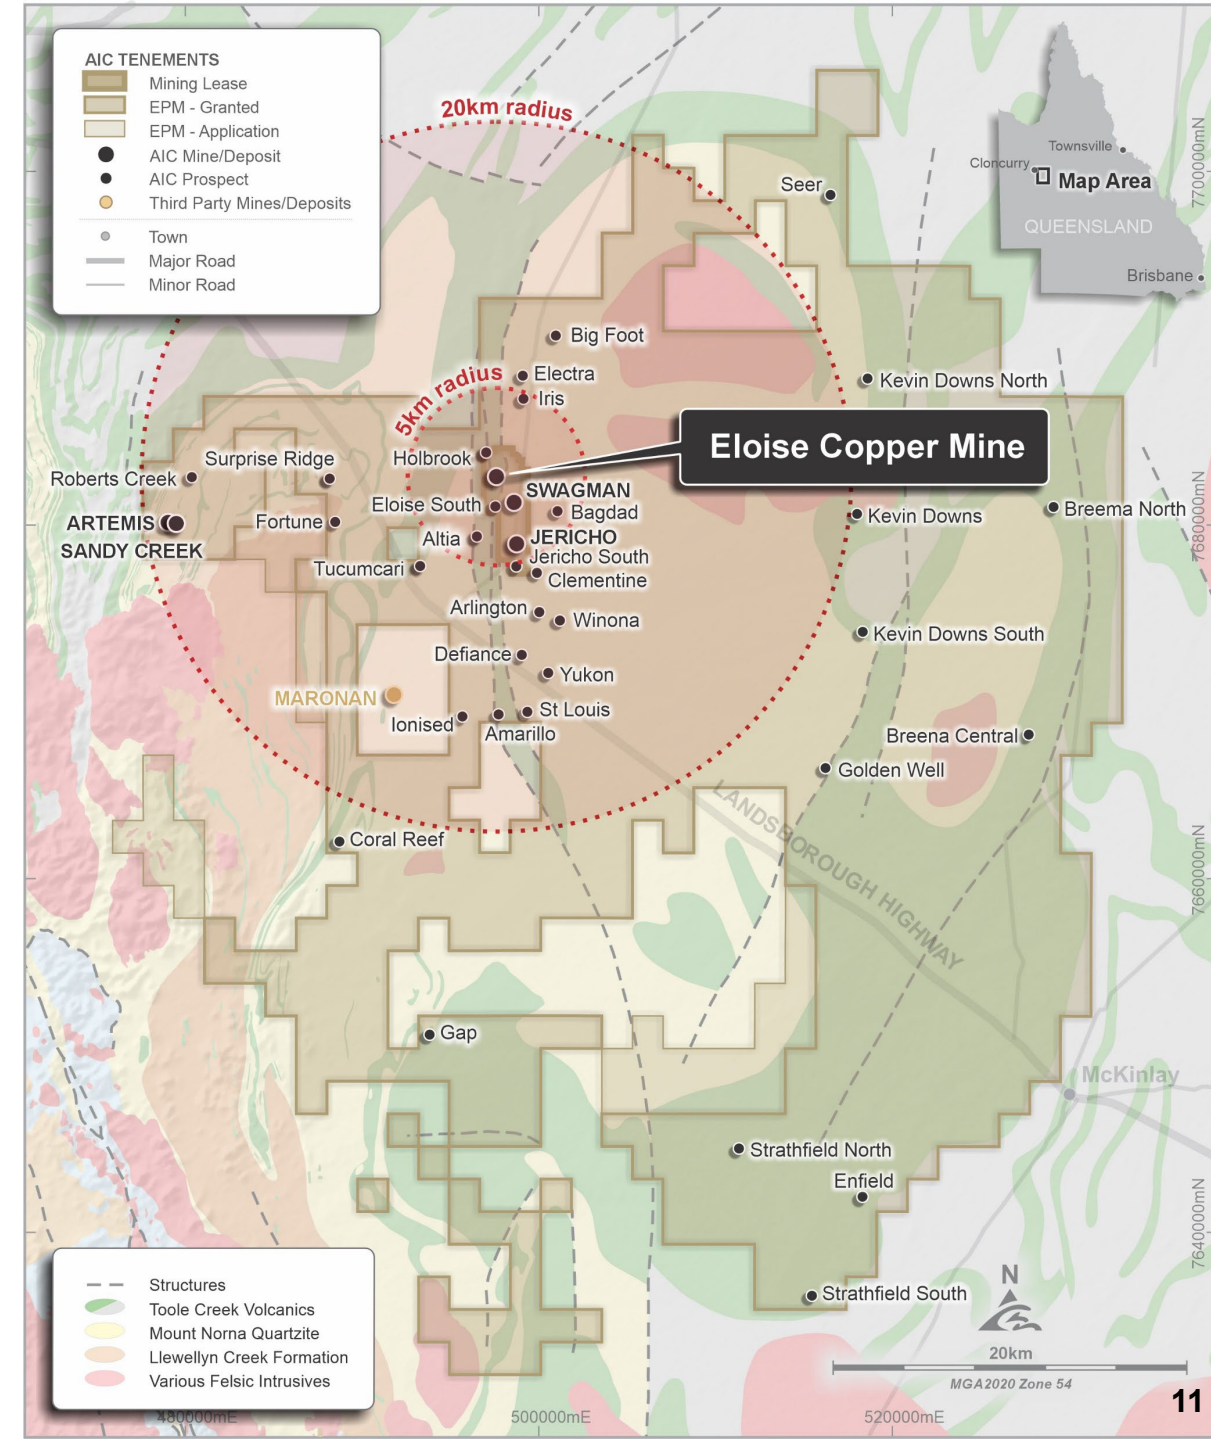 AIC TENEMENTS
Mining Lease
EPM - Granted
EPM - Application
AIC Mine/Deposit
AIC Prospect
Third Party Mines/Deposits
Town
Major Road
Minor Road
20km radius
Seer
Townsville
Cloncurry
Map Area
QUEENSLAND
Brisbane
7700000mN
Big Foot
Electra
Iris
5km radius
Kevin Downs North
Eloise Copper Mine
Holbrook
Surprise Ridge
Roberts Creek
SWAGMAN
Eloise South
Bagdad
Fortune
ARTEMIS
SANDY CREEK
Kevin Downs
Breema North
7680000mN
Altia
JERICHO
Jericho South
Tucumcari
Clementine
Arlington
Winona
Kevin Downs South
Defiance
Yukon
MARONAN
Ionised
Amarillo
St Louis
Breena Central
Golden Well
LANDSBOROUGH HIGHWAY
Coral Reef
7660000mN
Gap
McKinlay
Strathfield North
Enfield
7640000mN
Strathfield South
N
20km
MGA2020 Zone 54
Structures
Toole Creek Volcanics
Mount Norna Quartzite
Llewellyn Creek Formation
Various Felsic Intrusives
480000mE
500000mE
520000mE
11